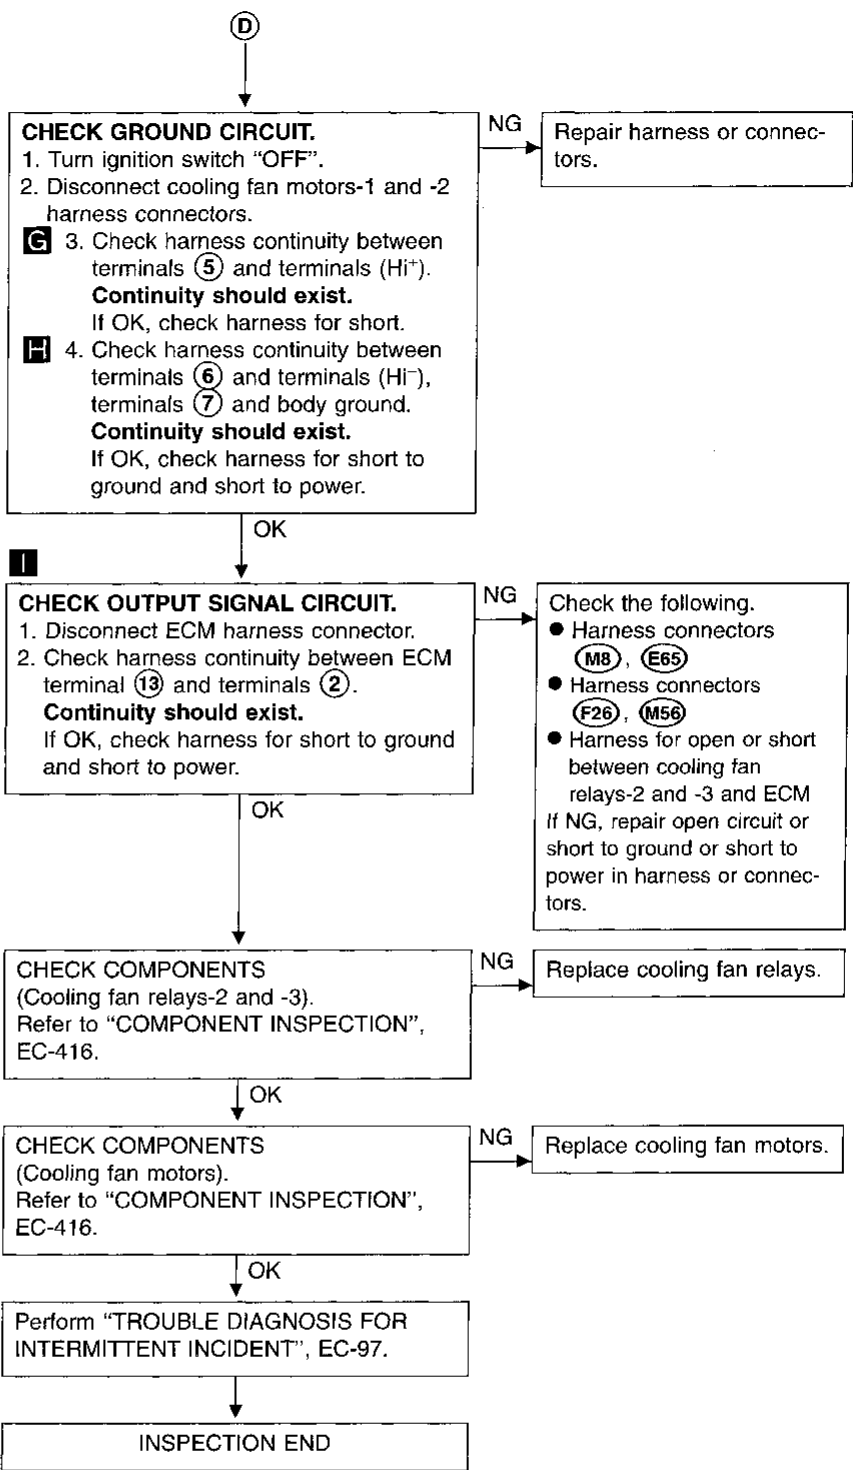 D
CHECK GROUND CIRCUIT.
1. Turn ignition switch “OFF”.
2. Disconnect cooling fan motors-1 and -2
harness connectors.
G 3. Check harness continuity between
terminals ⑤ and terminals (Hi⁺).
Continuity should exist.
If OK, check harness for short.
H 4. Check harness continuity between
terminals ⑥ and terminals (Hi⁻),
terminals ⑦ and body ground.
Continuity should exist.
If OK, check harness for short to
ground and short to power.
NG
Repair harness or connec-
tors.
OK
I
CHECK OUTPUT SIGNAL CIRCUIT.
1. Disconnect ECM harness connector.
2. Check harness continuity between ECM
terminal ⑬ and terminals ②.
Continuity should exist.
If OK, check harness for short to ground
and short to power.
NG
Check the following.
● Harness connectors
M8, E65
● Harness connectors
F26, M56
● Harness for open or short
between cooling fan
relays-2 and -3 and ECM
If NG, repair open circuit or
short to ground or short to
power in harness or connec-
tors.
OK
CHECK COMPONENTS
(Cooling fan relays-2 and -3).
Refer to “COMPONENT INSPECTION”,
EC-416.
NG
Replace cooling fan relays.
OK
CHECK COMPONENTS
(Cooling fan motors).
Refer to “COMPONENT INSPECTION”,
EC-416.
NG
Replace cooling fan motors.
OK
Perform “TROUBLE DIAGNOSIS FOR
INTERMITTENT INCIDENT”, EC-97.
INSPECTION END